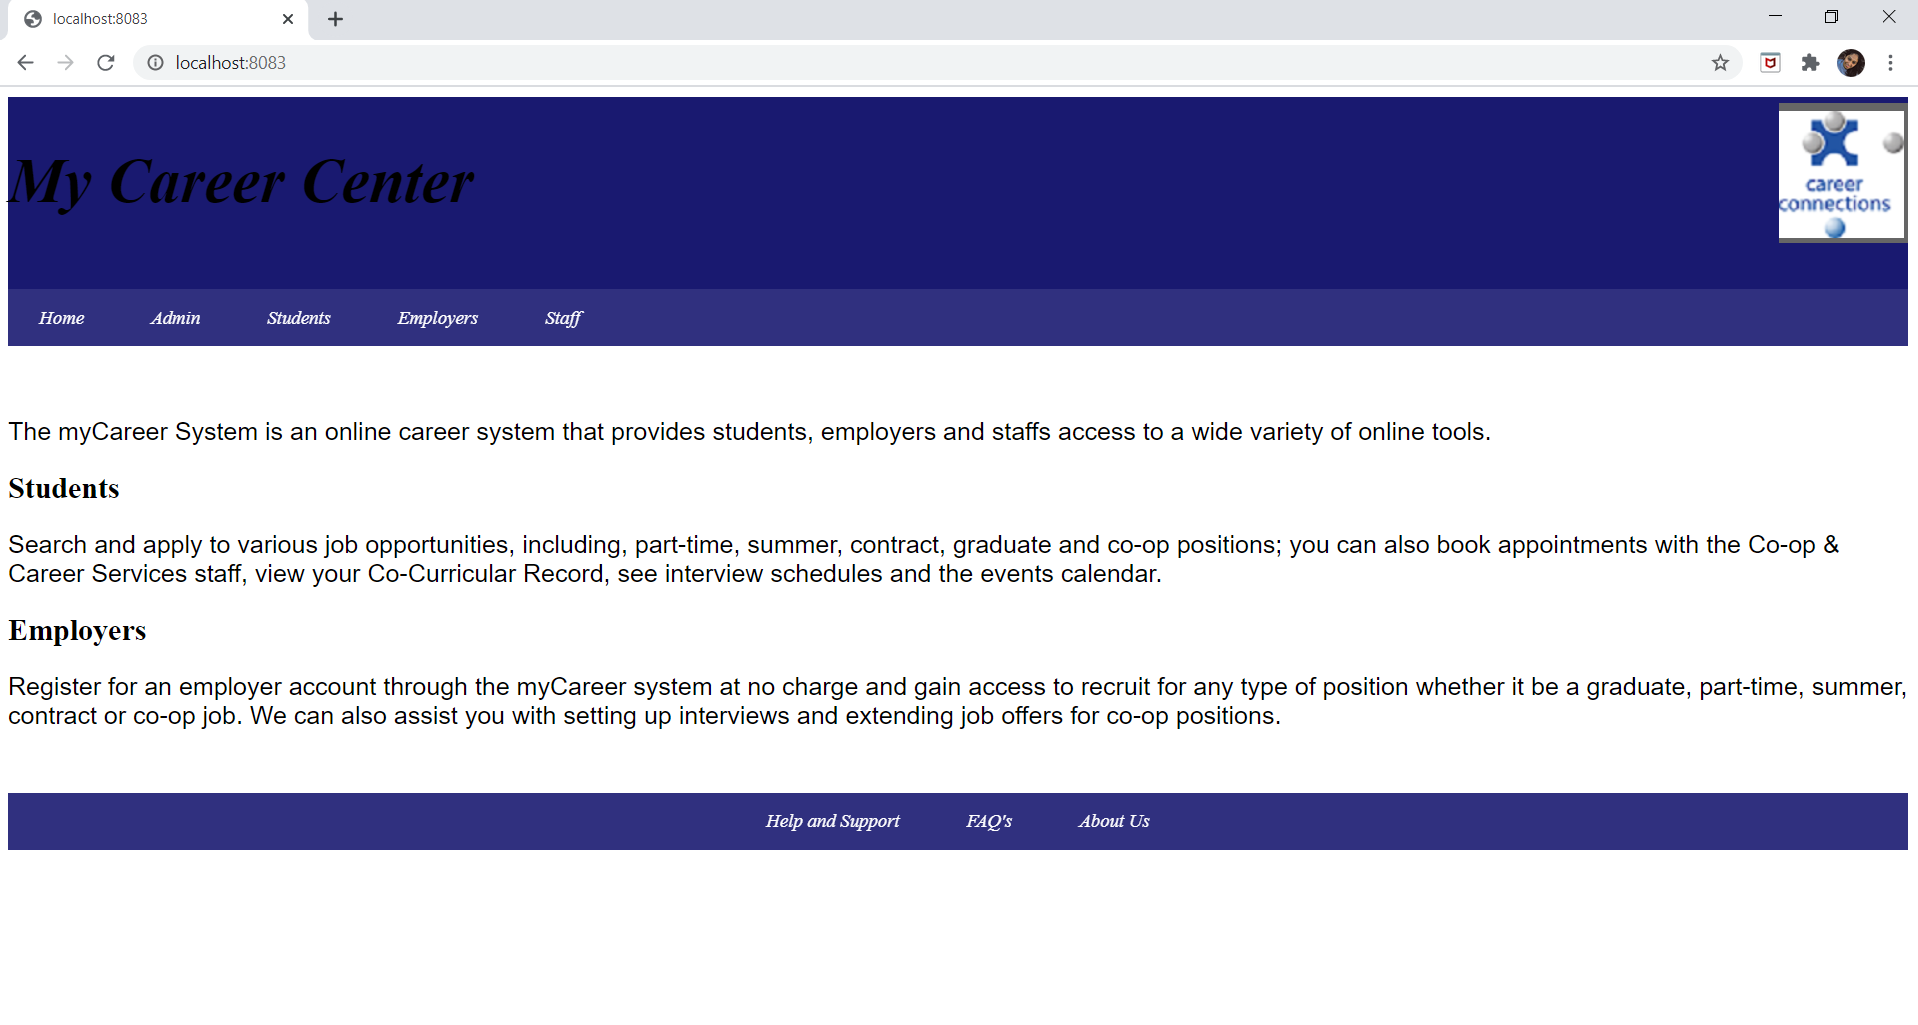 localhost:8083
localhost:8083
My Career Center
career
connections
Home Admin Students Employers Staff
The myCareer System is an online career system that provides students, employers and staffs access to a wide variety of online tools.
Students
Search and apply to various job opportunities, including, part-time, summer, contract, graduate and co-op positions; you can also book appointments with the Co-op &
Career Services staff, view your Co-Curricular Record, see interview schedules and the events calendar.
Employers
Register for an employer account through the myCareer system at no charge and gain access to recruit for any type of position whether it be a graduate, part-time, summer,
contract or co-op job. We can also assist you with setting up interviews and extending job offers for co-op positions.
Help and Support FAQ's About Us